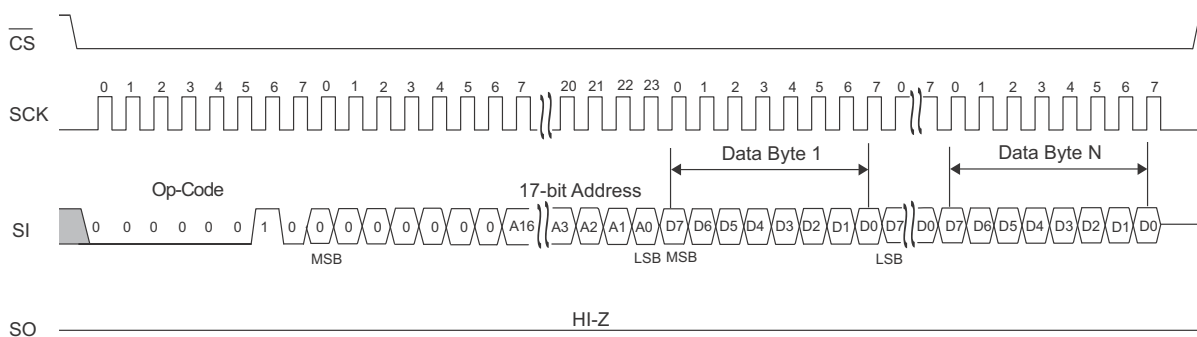 CS
SCK
0 1 2 3 4 5 6 7 0 1 2 3 4 5 6 7 20 21 22 23 0 1 2 3 4 5 6 7 0 7 0 1 2 3 4 5 6 7
Data Byte 1 Data Byte N
Op-Code 17-bit Address
SI
0 0 0 0 0 0 1 0 0 0 0 0 0 0 0 A16 A3 A2 A1 A0 D7 D6 D5 D4 D3 D2 D1 D0 D7 D0 D7 D6 D5 D4 D3 D2 D1 D0
MSB LSB MSB LSB
SO
HI-Z